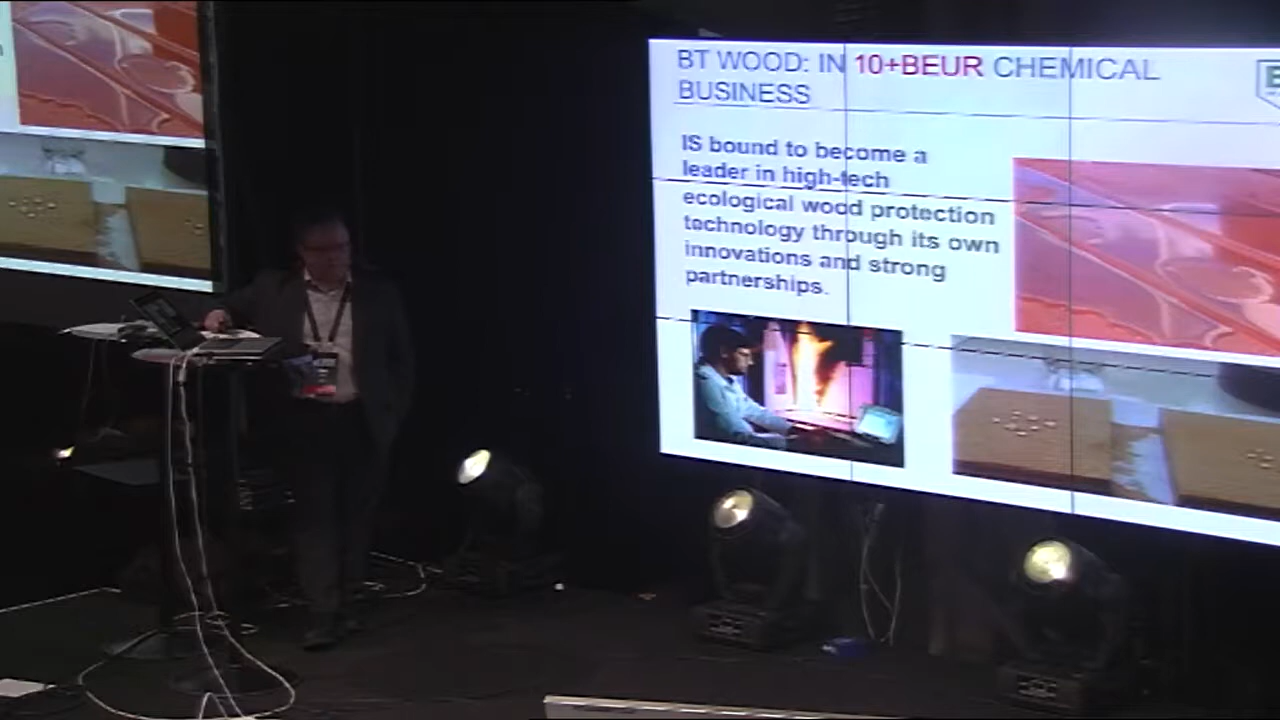 BT WOOD: IN 10+BEUR CHEMICAL
BUSINESS
IS bound to become a
leader in high-tech
ecological wood protection
technology through its own
innovations and strong
partnerships.